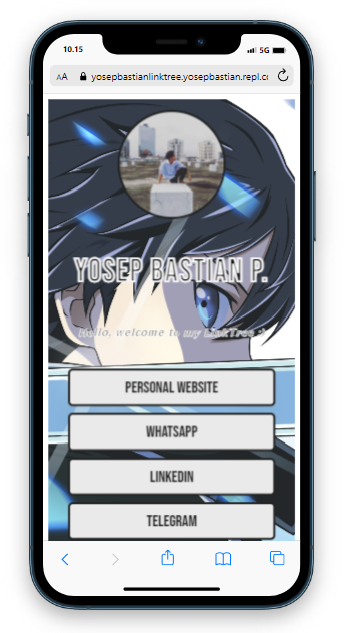 10.15
5G
AA
yosepbastianlinktree.yosepbastian.repl.co
YOSEP BASTIAN P.
Hello, welcome to my LinkTree :)
PERSONAL WEBSITE
WHATSAPP
LINKEDIN
TELEGRAM